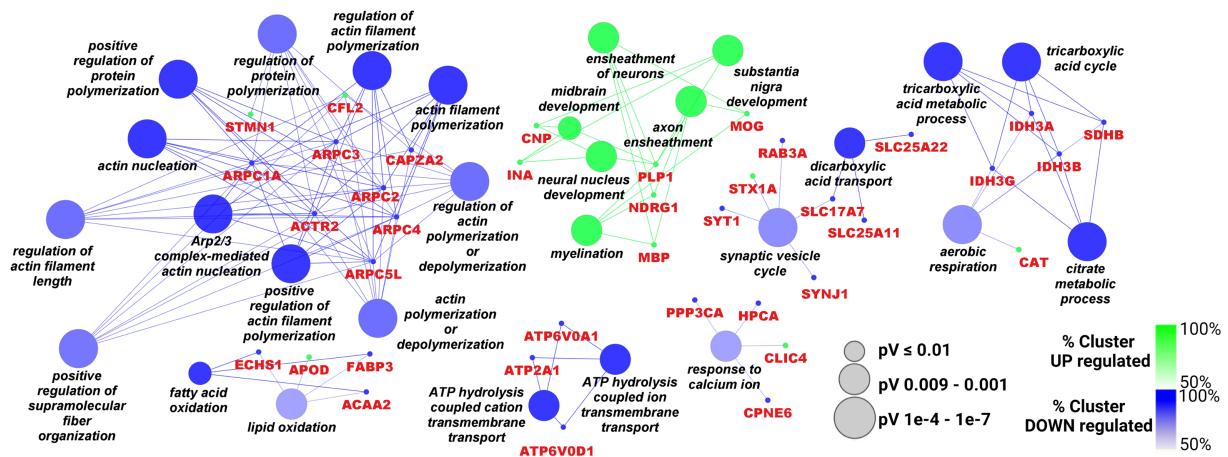 positive
regulation of protein
polymerization
regulation of
protein
polymerization
regulation of
actin filament
polymerization
actin filament
polymerization
CFL2
STMN1
actin nucleation
ARPC3
CAPZA2
ARPC1A
ARPC2
ACTR2
ARPC4
ARPC5L
regulation of
actin
polymerization
or
depolymerization
regulation of
actin filament
length
Arp2/3
complex-mediated
actin nucleation
positive
regulation of
actin filament
polymerization
actin
polymerization
or
depolymerization
positive
regulation of
supramolecular
fiber
organization
ensheathment
of neurons
substantia
nigra
development
midbrain
development
axon
ensheathment
MOG
CNP
INA
neural nucleus
development
PLP1
NDRG1
myelination
MBP
RAB3A
STX1A
SYT1
SLC17A7
synaptic vesicle
cycle
SYNJ1
dicarboxylic
acid transport
SLC25A22
SLC25A11
tricarboxylic
acid metabolic
process
tricarboxylic
acid cycle
IDH3A
SDHB
IDH3B
IDH3G
aerobic
respiration
CAT
citrate
metabolic
process
ECHS1
APOD
FABP3
fatty acid
oxidation
ACAA2
lipid oxidation
ATP6V0A1
ATP2A1
ATP hydrolysis
coupled cation
transmembrane
transport
ATP hydrolysis
coupled ion
transmembrane
transport
ATP6V0D1
PPP3CA
HPCA
CLIC4
response to
calcium ion
CPNE6
pV ≤ 0.01
pV 0.009 - 0.001
pV 1e-4 - 1e-7
% Cluster
UP regulated
100%
50%
% Cluster
DOWN regulated
100%
50%